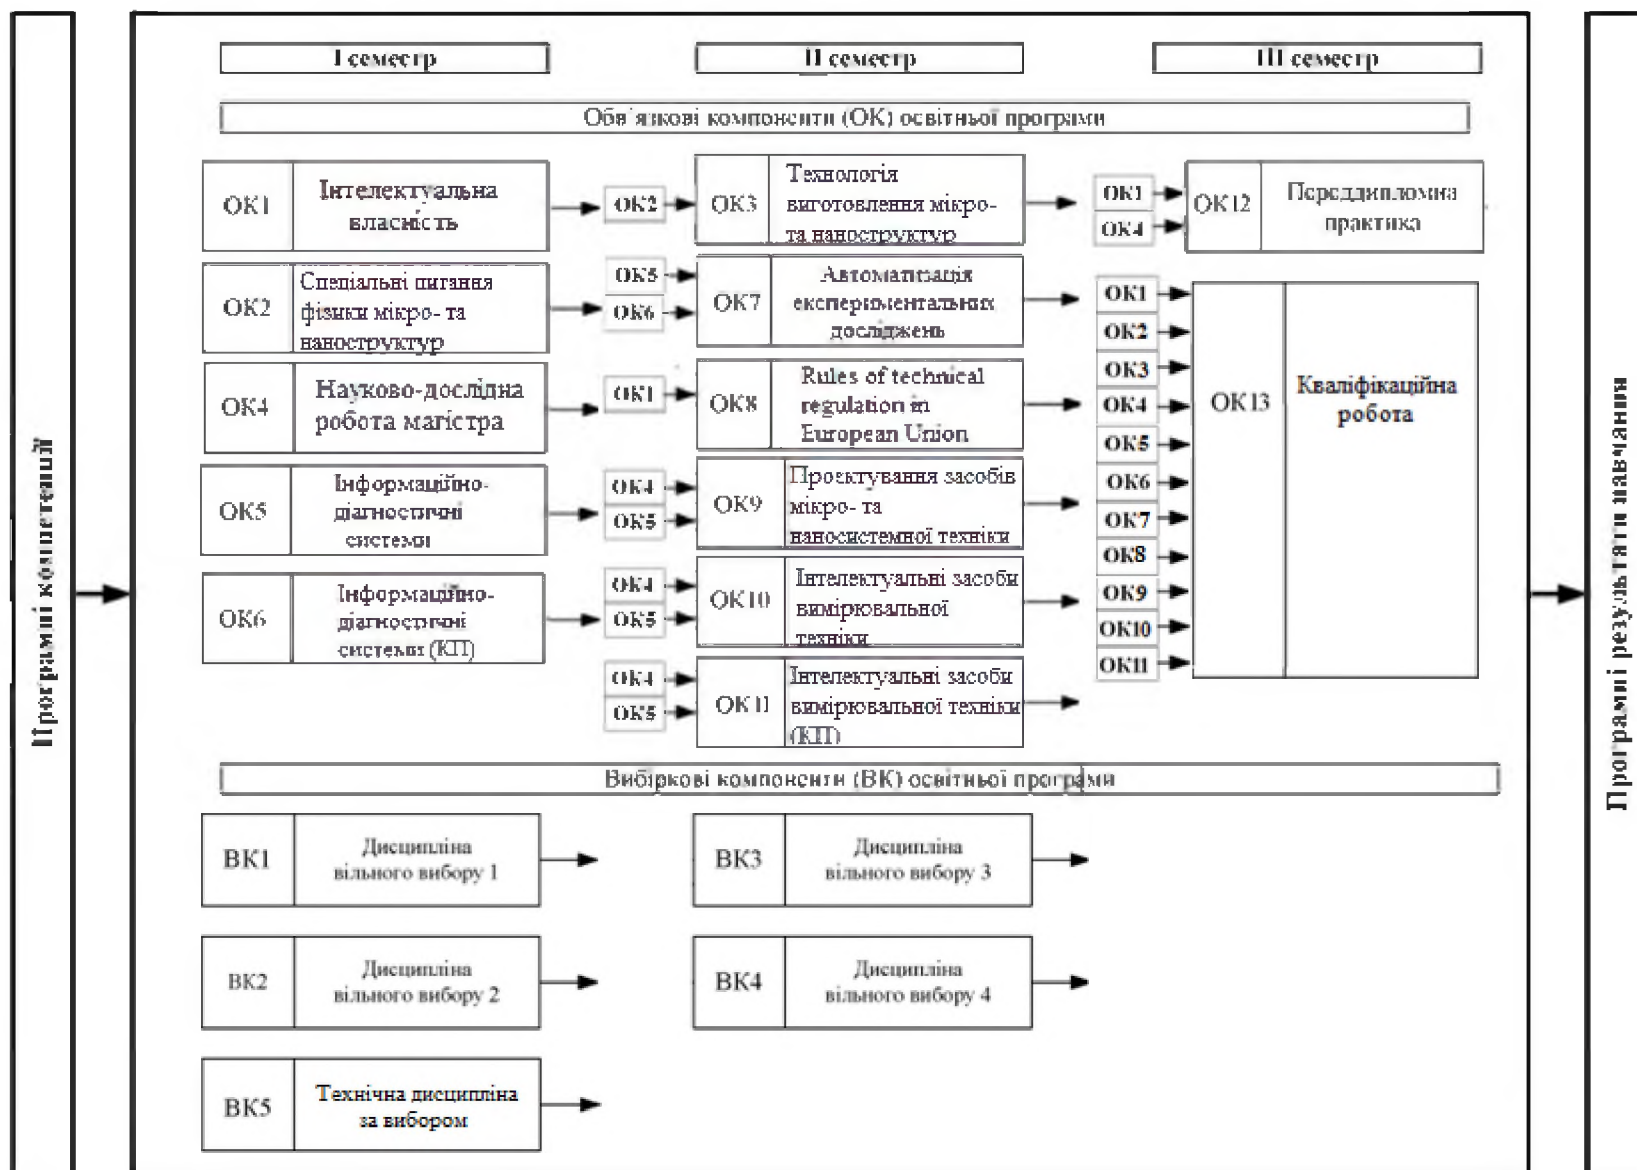 І семестр
ІІ семестр
ІІІ семестр
Обв'язкові компоненти (ОК) освітньої програми
ОК1
Інтелектуальна
власність
ОК2
ОК3
Технологія
виготовлення мікро-
та наноструктур
ОК1
ОК4
ОК12
Переддипломна
практика
ОК2
Спеціальні питання
фізики мікро- та
наноструктур
ОК5
ОК6
ОК7
Автоматизація
експериментальних
досліджень
ОК4
Науково-дослідна
робота магістра
ОК1
ОК8
Rules of technical
regulation in
European Union
ОК5
Інформаційно-
діагностичні
системи
ОК4
ОК5
ОК9
Проєктування засобів
мікро- та
наносистемної техніки
ОК6
Інформаційно-
діагностичні
системи (КП)
ОК4
ОК5
ОК10
Інтелектуальні засоби
вимірювальної
техніки
ОК4
ОК5
ОК11
Інтелектуальні засоби
вимірювальної техніки
(КП)
ОК1
ОК2
ОК3
ОК4
ОК5
ОК6
ОК7
ОК8
ОК9
ОК10
ОК11
ОК13
Кваліфікаційна
робота
Вибіркові компоненти (ВК) освітньої програми
ВК1
Дисципліна
вільного вибору 1
ВК3
Дисципліна
вільного вибору 3
ВК2
Дисципліна
вільного вибору 2
ВК4
Дисципліна
вільного вибору 4
ВК5
Технічна дисципліна
за вибором
Програмні компетенції
Програмні результати навчання